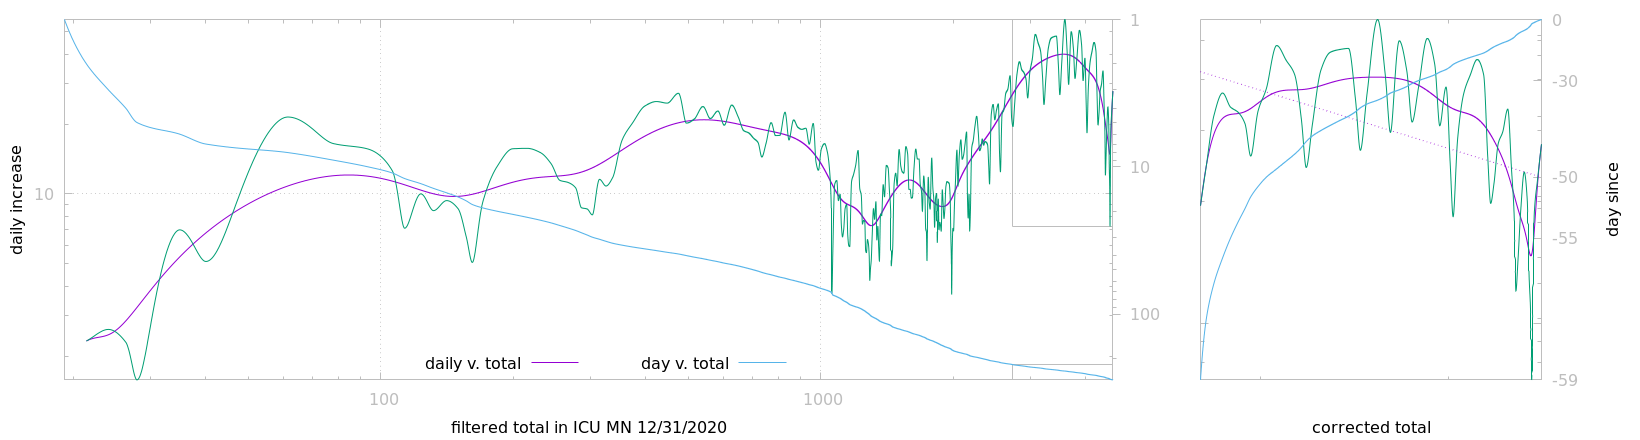 1
0
-30
10
daily increase
10
-50
day since
-55
100
daily v. total
day v. total
-59
100
1000
filtered total in ICU MN 12/31/2020
corrected total